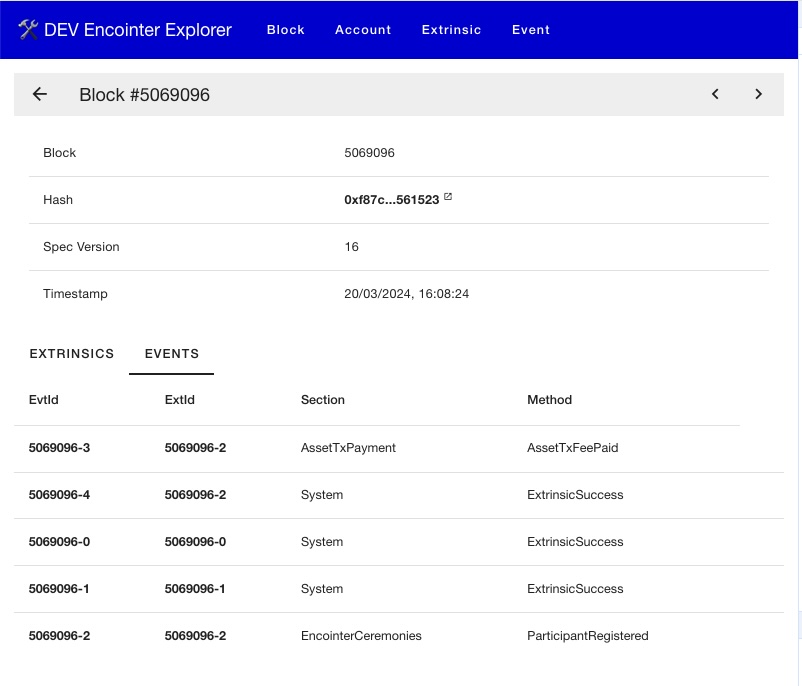 DEV Encointer Explorer Block Account Extrinsic Event
Block #5069096
Block 5069096
Hash 0xf87c...561523
Spec Version 16
Timestamp 20/03/2024, 16:08:24
EXTRINSICS EVENTS
EvtId ExtId Section Method
5069096-3 5069096-2 AssetTxPayment AssetTxFeePaid
5069096-4 5069096-2 System ExtrinsicSuccess
5069096-0 5069096-0 System ExtrinsicSuccess
5069096-1 5069096-1 System ExtrinsicSuccess
5069096-2 5069096-2 EncointerCeremonies ParticipantRegistered